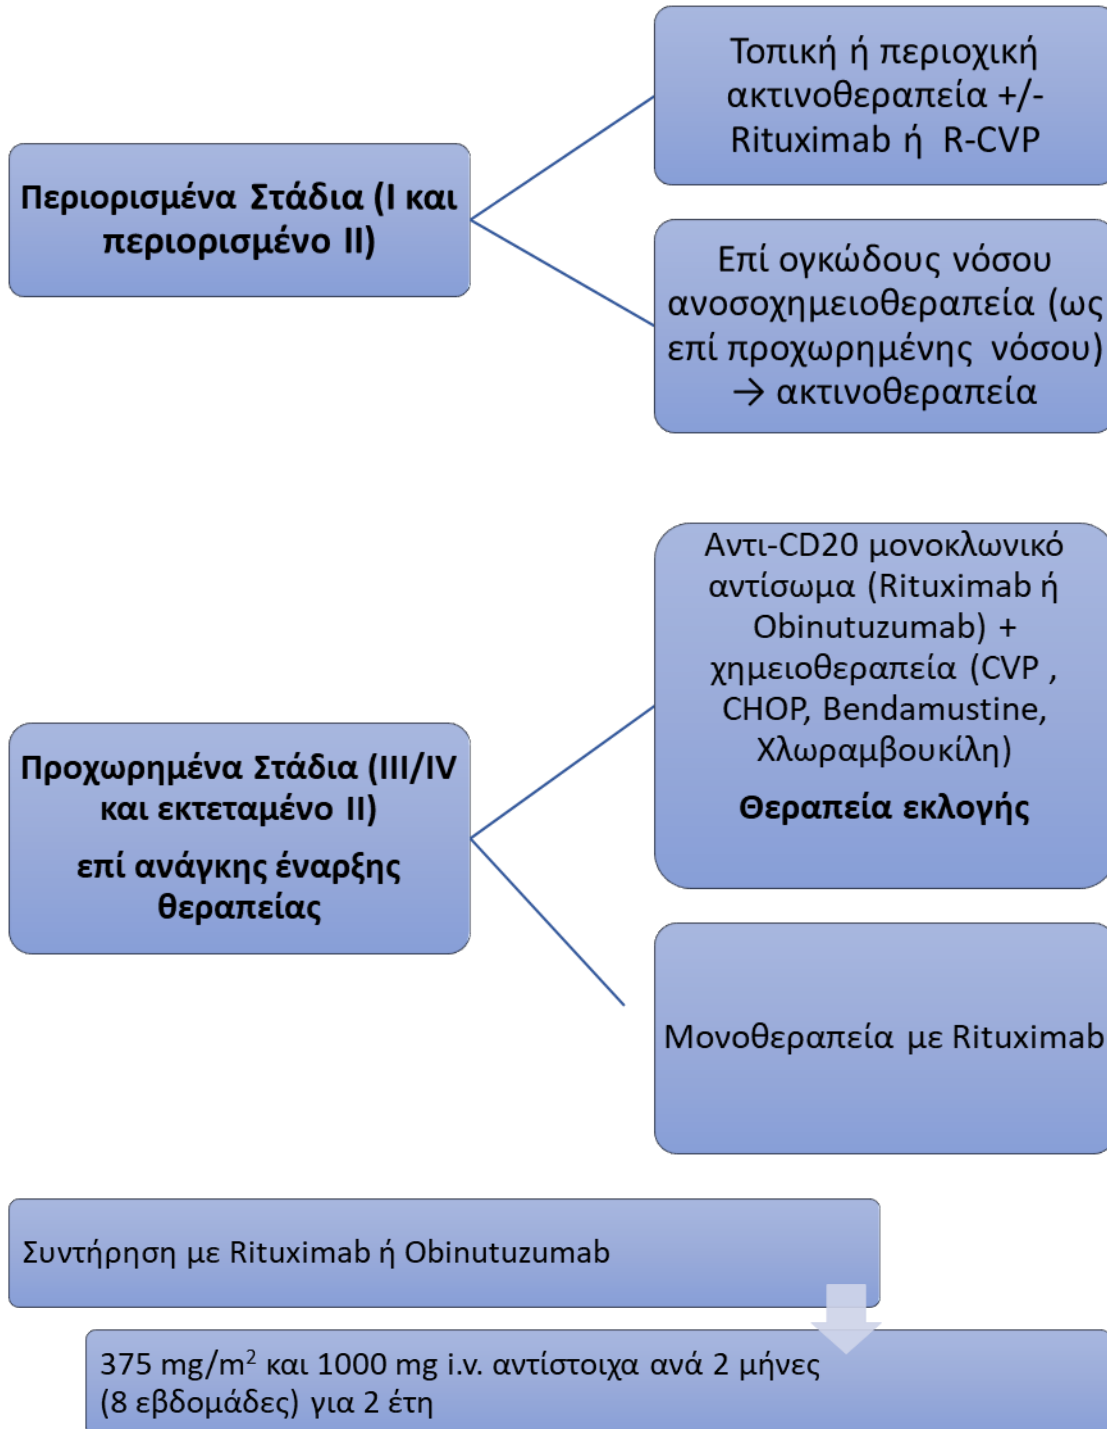 Περιορισμένα Στάδια (Ι και
περιορισμένο ΙΙ)
Τοπική ή περιοχική
ακτινοθεραπεία +/-
Rituximab ή R-CVP
Επί ογκώδους νόσου
ανοσοχημειοθεραπεία (ως
επί προχωρημένης νόσου)
→ ακτινοθεραπεία
Προχωρημένα Στάδια (III/IV
και εκτεταμένο ΙΙ)
επί ανάγκης έναρξης
θεραπείας
Αντι-CD20 μονοκλωνικό
αντίσωμα (Rituximab ή
Obinutuzumab) +
χημειοθεραπεία (CVP ,
CHOP, Bendamustine,
Χλωραμβουκίλη)
Θεραπεία εκλογής
Μονοθεραπεία με Rituximab
Συντήρηση με Rituximab ή Obinutuzumab
375 mg/m² και 1000 mg i.v. αντίστοιχα ανά 2 μήνες
(8 εβδομάδες) για 2 έτη